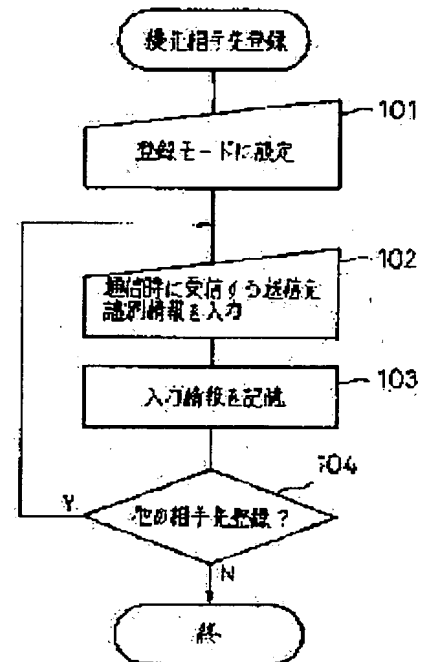 優先相手先登録
101
登録モードに設定
102
通信時に受信する送信元
識別情報を入力
103
入力情報を記憶
104
他の相手先登録？
Y
N
終